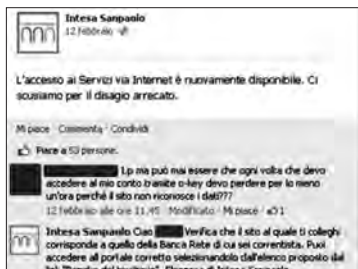 Intesa Sanpaolo
12 febbraio
L'accesso ai Servizi via Internet è nuovamente disponibile. Ci
scusiamo per il disagio arrecato.
Mi piace · Commenta · Condividi
Piace a 53 persone.
I.p ma può mai essere che ogni volta che devo
accedere al mio conto tramite o-key devo perdere per lo meno
un'ora perché il sito non riconosce i dati???
12 febbraio alle ore 11.45 · Modificato · Mi piace · 1
Intesa Sanpaolo Ciao Verifica che il sito al quale ti colleghi
corrisponda a quello della Banca Rete di cui sei correntista. Puoi
accedere al portale corretto selezionandolo dall'elenco proposto dal